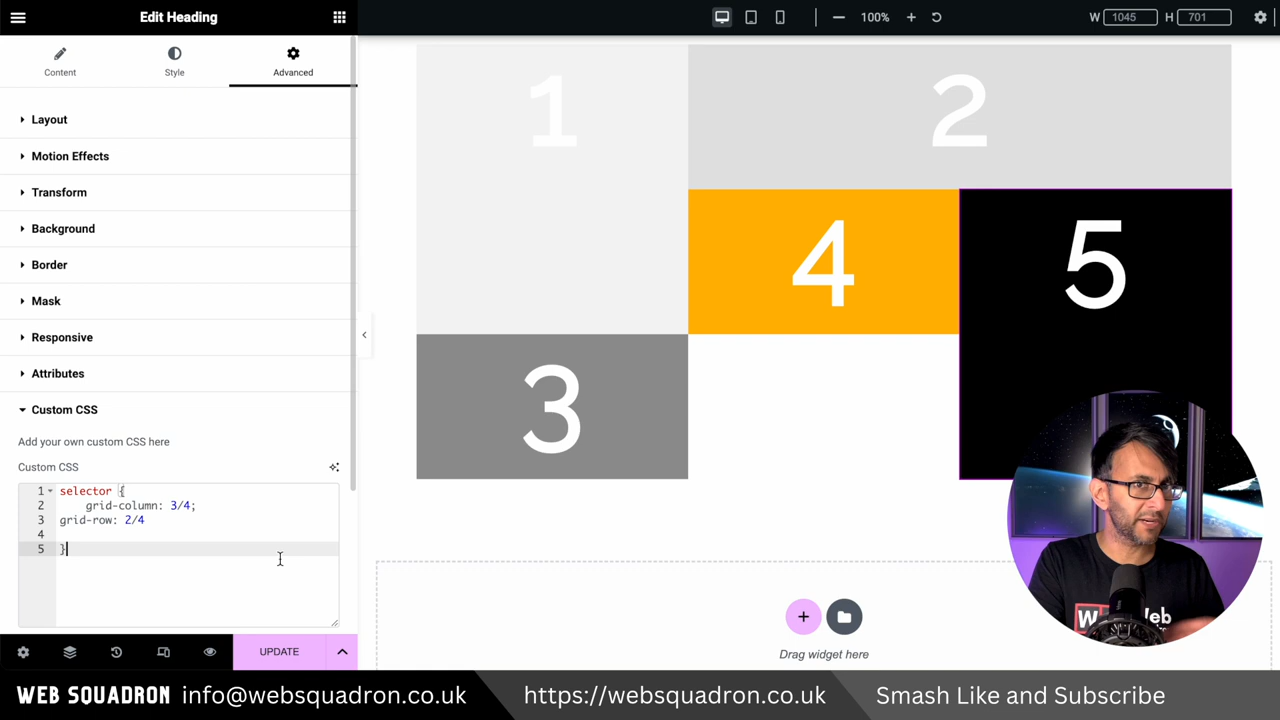 Edit Heading
100%
W 1045 H 701
Content
Style
Advanced
Layout
Motion Effects
Transform
Background
Border
Mask
Responsive
Attributes
Custom CSS
Add your own custom CSS here
Custom CSS
1 selector {
2 grid-column: 3/4;
3 grid-row: 2/4
4
5 }
UPDATE
1
2
4
5
3
Drag widget here
W Web
WEB SQUADRON info@websquadron.co.uk
https://websquadron.co.uk
Smash Like and Subscribe